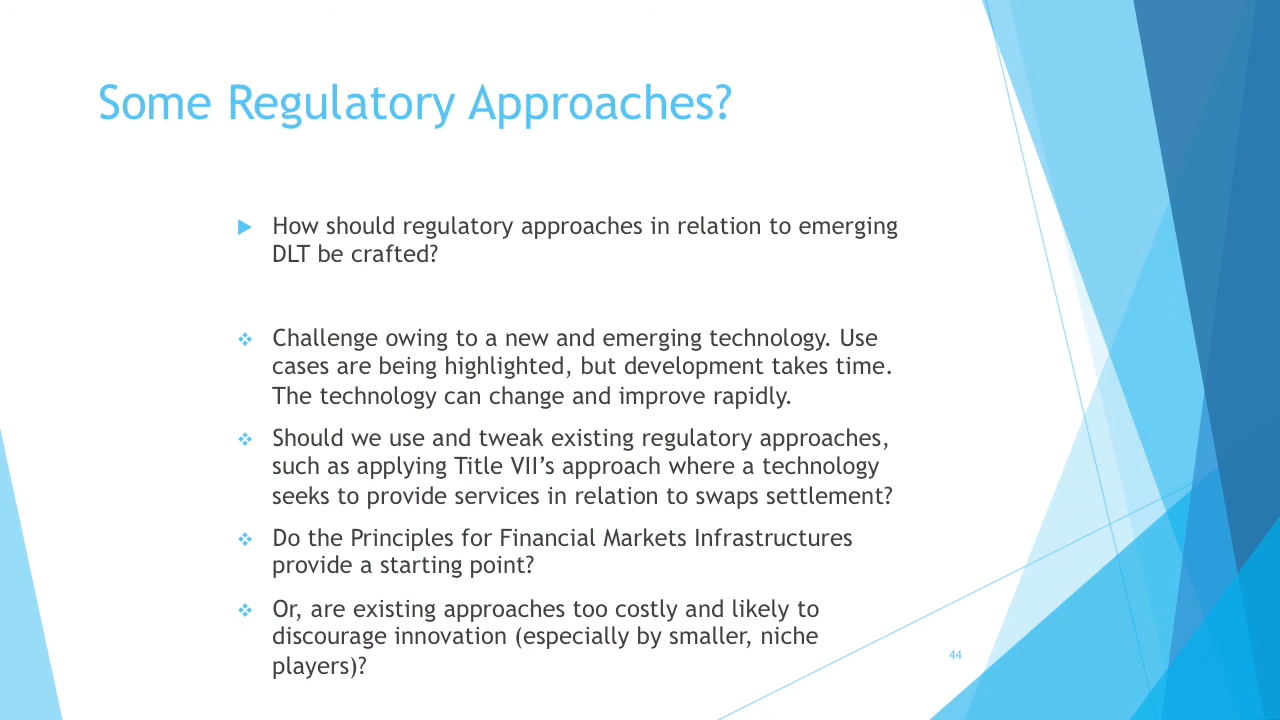 Some Regulatory Approaches?
How should regulatory approaches in relation to emerging
DLT be crafted?
Challenge owing to a new and emerging technology. Use
cases are being highlighted, but development takes time.
The technology can change and improve rapidly.
Should we use and tweak existing regulatory approaches,
such as applying Title VII’s approach where a technology
seeks to provide services in relation to swaps settlement?
Do the Principles for Financial Markets Infrastructures
provide a starting point?
Or, are existing approaches too costly and likely to
discourage innovation (especially by smaller, niche
players)?
44